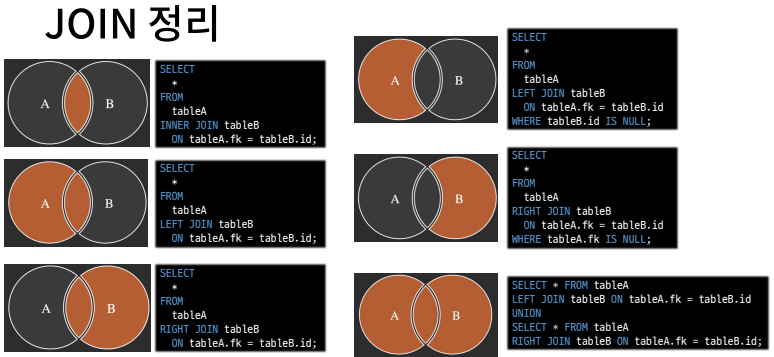 JOIN 정리
A B
SELECT
*
FROM
tableA
INNER JOIN tableB
ON tableA.fk = tableB.id;
A B
SELECT
*
FROM
tableA
LEFT JOIN tableB
ON tableA.fk = tableB.id;
A B
SELECT
*
FROM
tableA
RIGHT JOIN tableB
ON tableA.fk = tableB.id;
A B
SELECT
*
FROM
tableA
LEFT JOIN tableB
ON tableA.fk = tableB.id
WHERE tableB.id IS NULL;
A B
SELECT
*
FROM
tableA
RIGHT JOIN tableB
ON tableA.fk = tableB.id
WHERE tableA.fk IS NULL;
A B
SELECT * FROM tableA
LEFT JOIN tableB ON tableA.fk = tableB.id
UNION
SELECT * FROM tableA
RIGHT JOIN tableB ON tableA.fk = tableB.id;